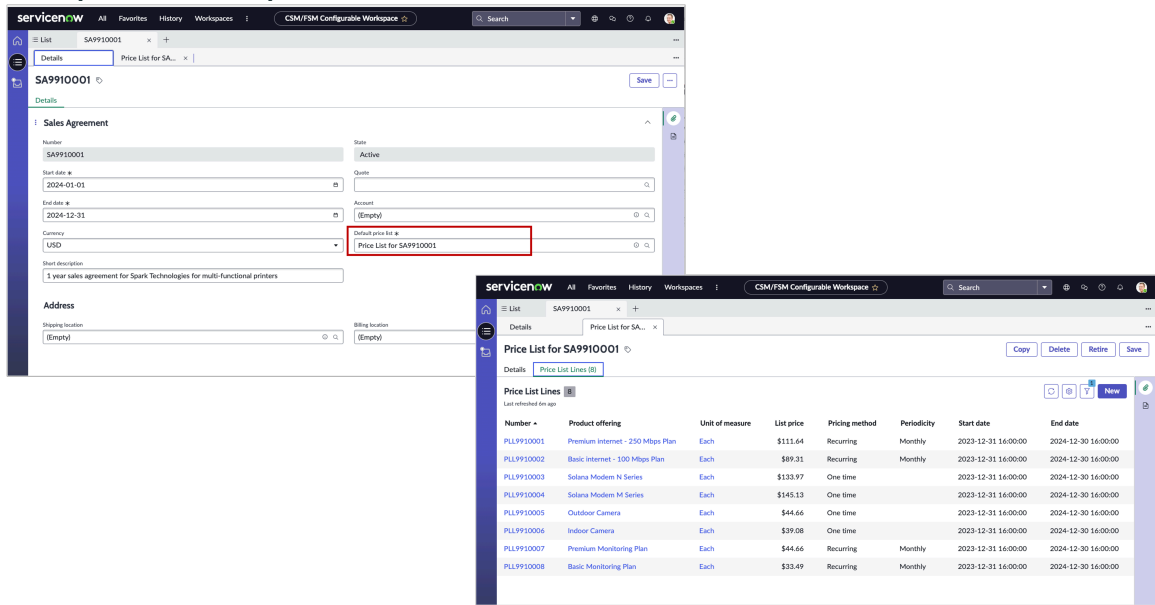 servicenow All Favorites History Workspaces CSM/FSM Configurable Workspace Search
List SA9910001 × +
Details Price List for SA... ×
SA9910001 Save
Details
Sales Agreement
Number State
SA9910001 Active
Start date * Quote
2024-01-01
End date * Account
2024-12-31 (Empty)
Currency Default price list *
USD Price List for SA9910001
Short description
1 year sales agreement for Spark Technologies for multi-functional printers
Address
Shipping location Billing location
(Empty) (Empty)
servicenow All Favorites History Workspaces CSM/FSM Configurable Workspace Search
List SA9910001 × +
Details Price List for SA... ×
Price List for SA9910001 Copy Delete Retire Save
Details Price List Lines (8)
Price List Lines 8 New
Last refreshed 6m ago
Number Product offering Unit of measure List price Pricing method Periodicity Start date End date
PLL9910001 Premium internet - 250 Mbps Plan Each $111.64 Recurring Monthly 2023-12-31 16:00:00 2024-12-30 16:00:00
PLL9910002 Basic internet - 100 Mbps Plan Each $89.31 Recurring Monthly 2023-12-31 16:00:00 2024-12-30 16:00:00
PLL9910003 Solana Modem N Series Each $133.97 One time 2023-12-31 16:00:00 2024-12-30 16:00:00
PLL9910004 Solana Modem M Series Each $145.13 One time 2023-12-31 16:00:00 2024-12-30 16:00:00
PLL9910005 Outdoor Camera Each $44.66 One time 2023-12-31 16:00:00 2024-12-30 16:00:00
PLL9910006 Indoor Camera Each $39.08 One time 2023-12-31 16:00:00 2024-12-30 16:00:00
PLL9910007 Premium Monitoring Plan Each $44.66 Recurring Monthly 2023-12-31 16:00:00 2024-12-30 16:00:00
PLL9910008 Basic Monitoring Plan Each $33.49 Recurring Monthly 2023-12-31 16:00:00 2024-12-30 16:00:00